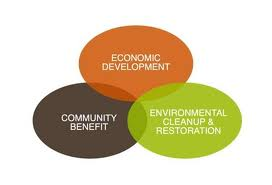 ECONOMIC
DEVELOPMENT
COMMUNITY
BENEFIT
ENVIRONMENTAL
CLEANUP &
RESTORATION